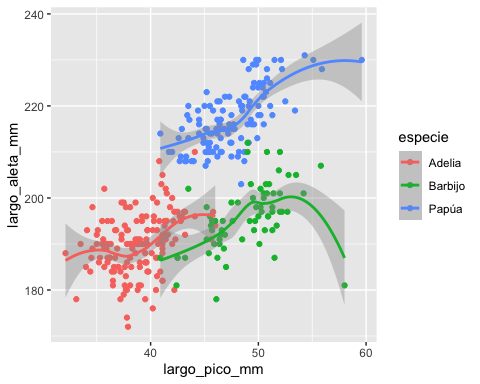 240
220
200
180
largo_aleta_mm
40
50
60
largo_pico_mm
especie
Adelia
Barbijo
Papúa